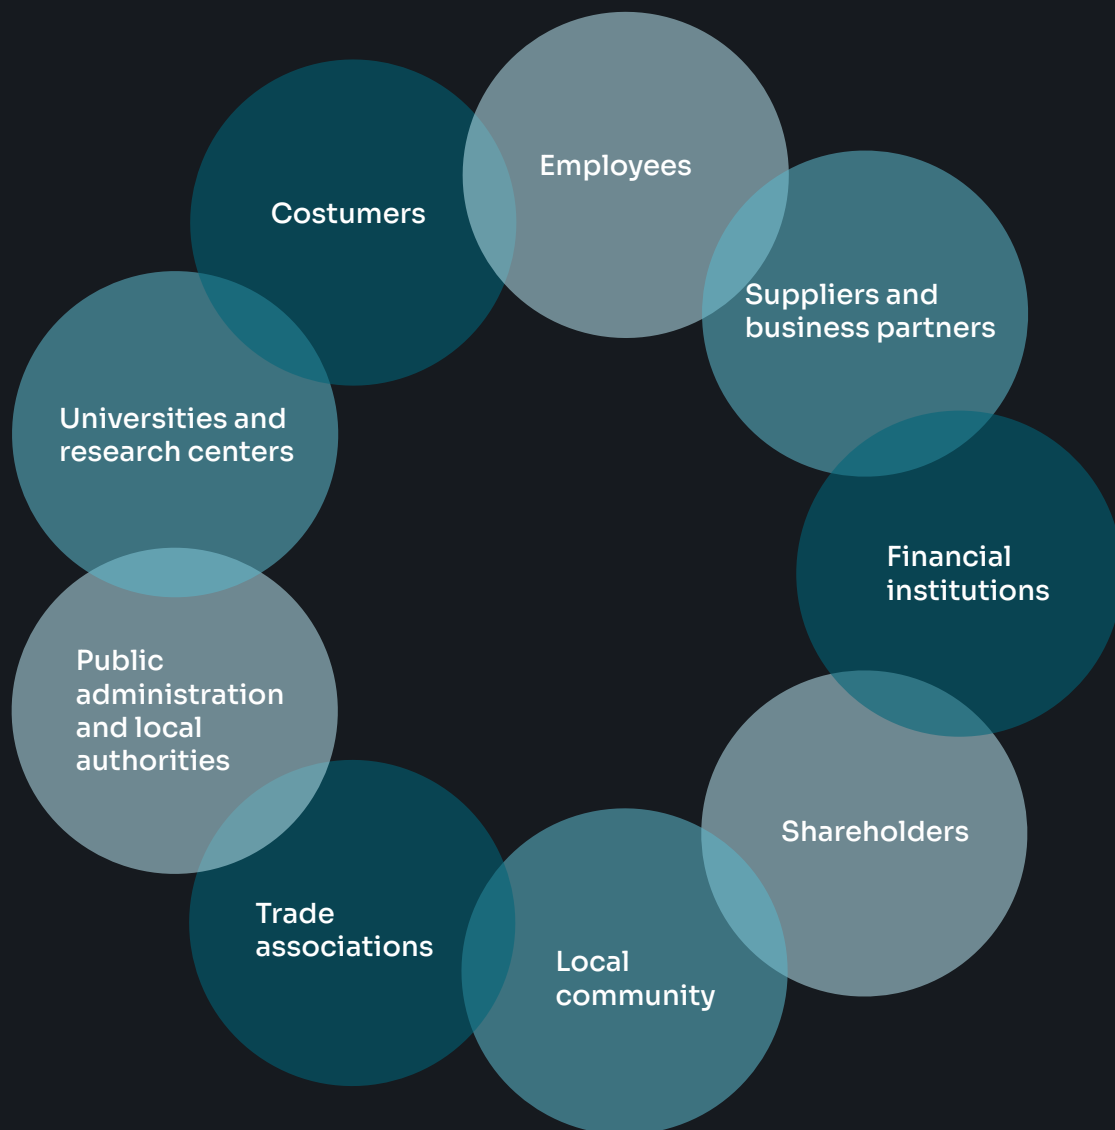 Employees
Costumers
Suppliers and
business partners
Universities and
research centers
Financial
institutions
Public
administration
and local
authorities
Shareholders
Trade
associations
Local
community